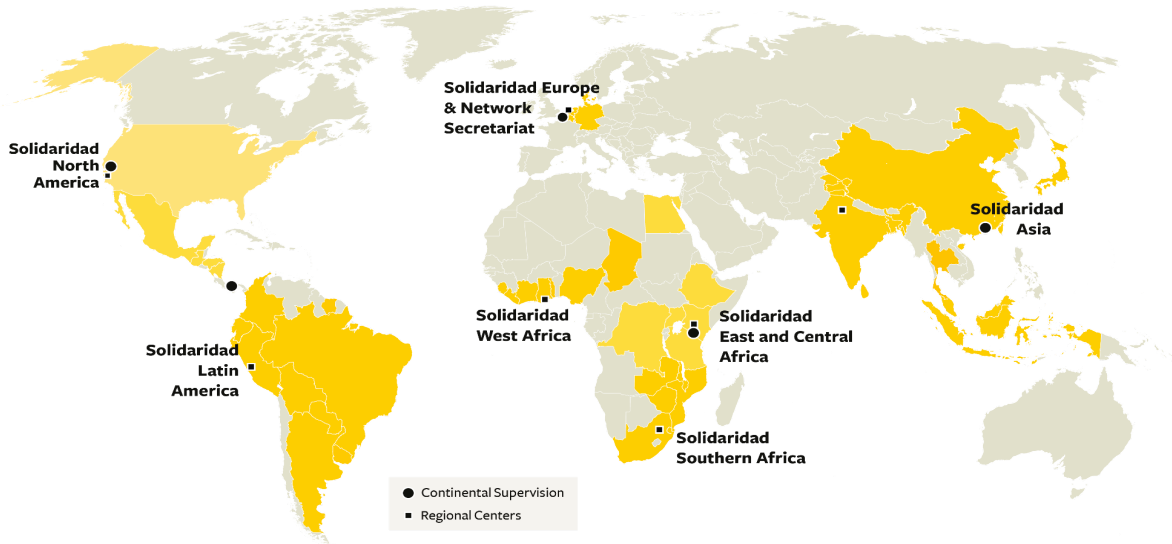 Solidaridad Europe
& Network
Secretariat
Solidaridad
North
America
Solidaridad
Asia
Solidaridad
West Africa
Solidaridad
East and Central
Africa
Solidaridad
Latin
America
Solidaridad
Southern Africa
Continental Supervision
Regional Centers